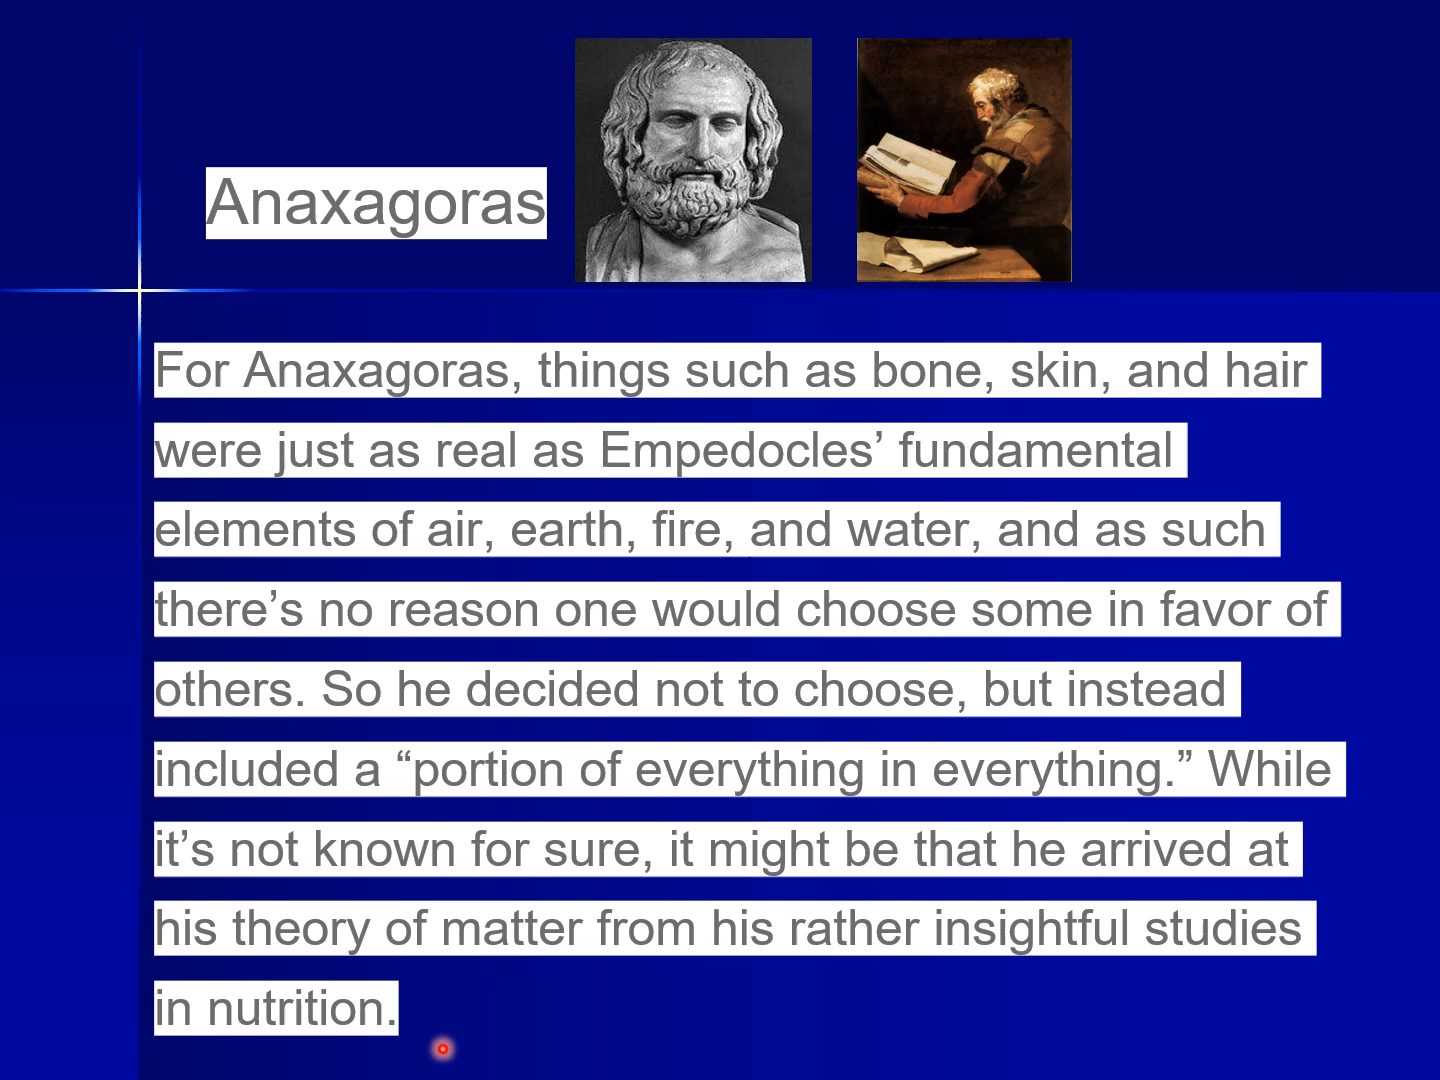 Anaxagoras
For Anaxagoras, things such as bone, skin, and hair
were just as real as Empedocles’ fundamental
elements of air, earth, fire, and water, and as such
there’s no reason one would choose some in favor of
others. So he decided not to choose, but instead
included a “portion of everything in everything.” While
it’s not known for sure, it might be that he arrived at
his theory of matter from his rather insightful studies
in nutrition.